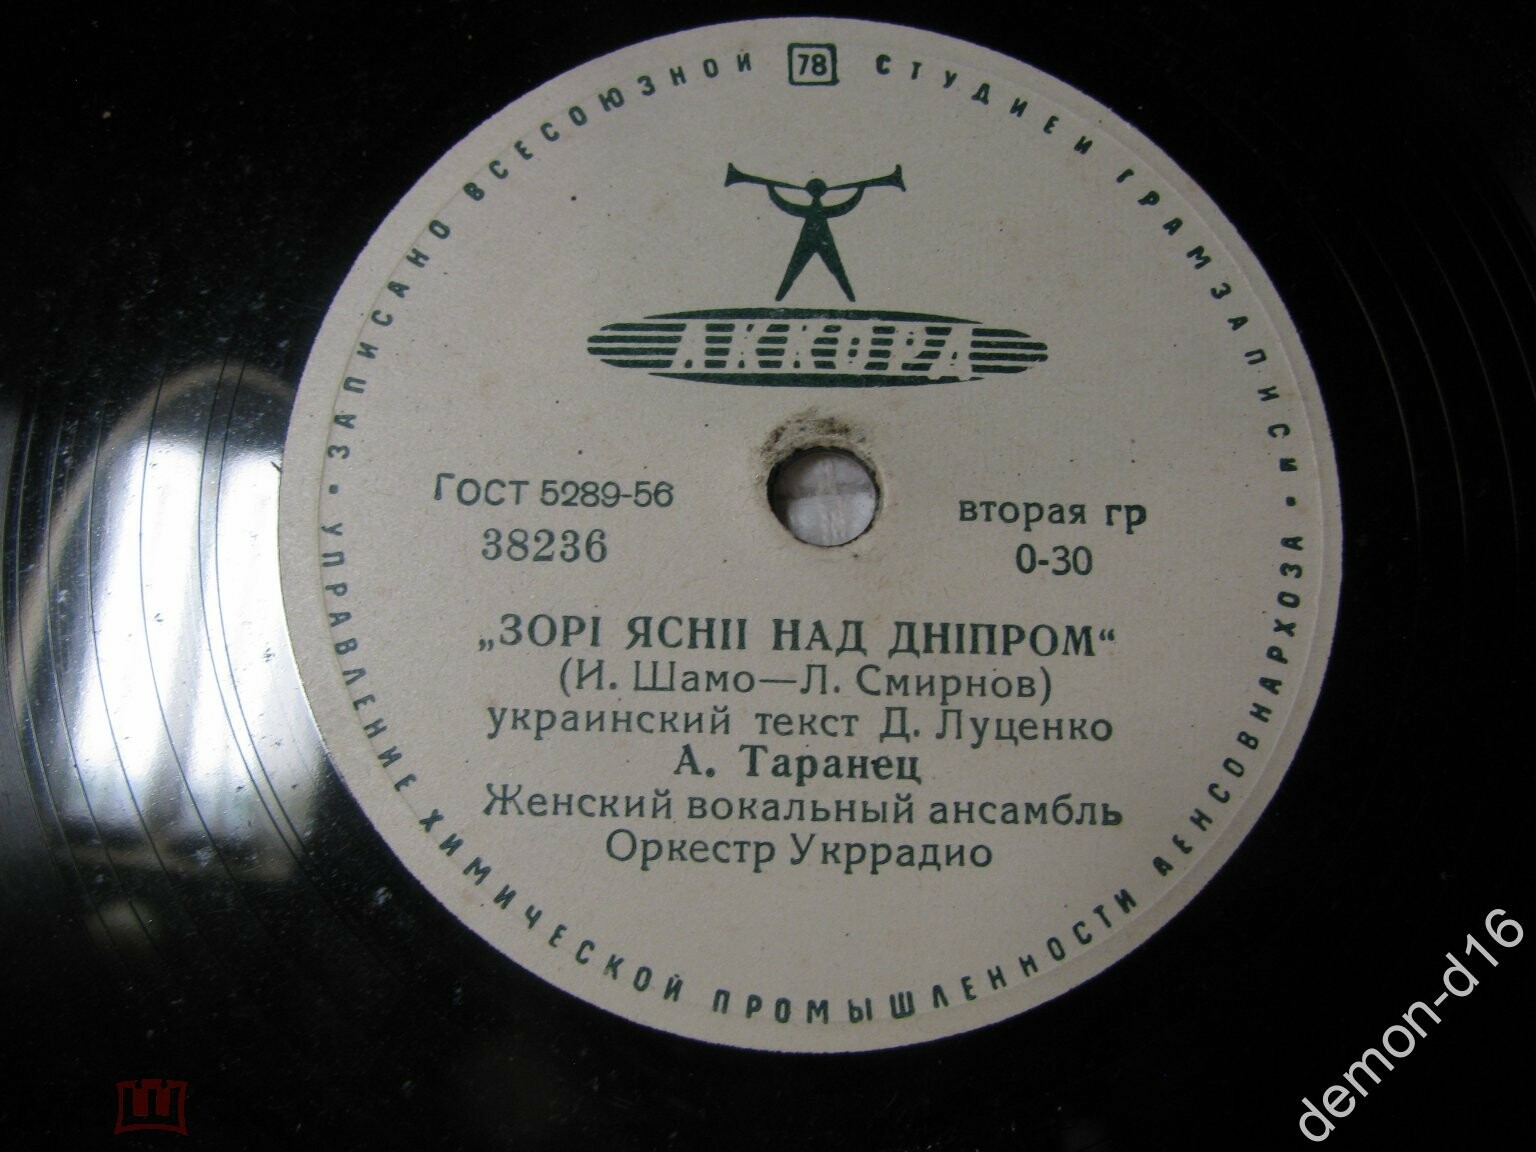 ЗАПИСАНО ВСЕСОЮЗНОЙ 78 СТУДИЕЙ ГРАМЗАПИСИ •
АККОРД
ГОСТ 5289-56
38236
вторая гр
0-30
„ЗОРІ ЯСНІІ НАД ДНІПРОМ“
(И. Шамо—Л. Смирнов)
украинский текст Д. Луценко
А. Таранец
Женский вокальный ансамбль
Оркестр Укррадио
• УПРАВЛЕНИЕ ХИМИЧЕСКОЙ ПРОМЫШЛЕННОСТИ ЛЕНСОВНАРХОЗА
demon-d16